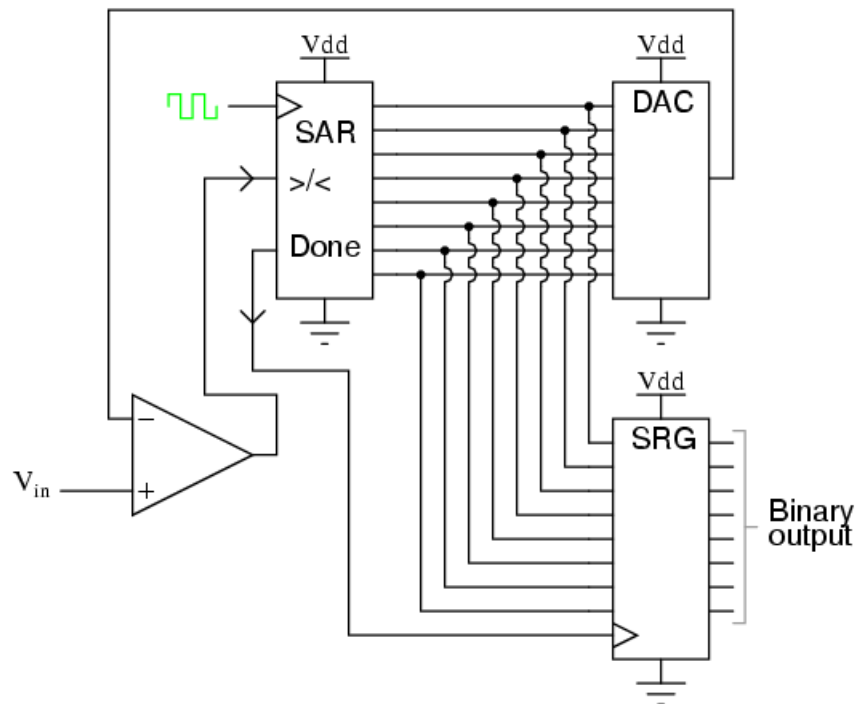 Vdd
Vdd
SAR
DAC
>/<
Done
Vdd
−
SRG
Vin
+
Binary
output